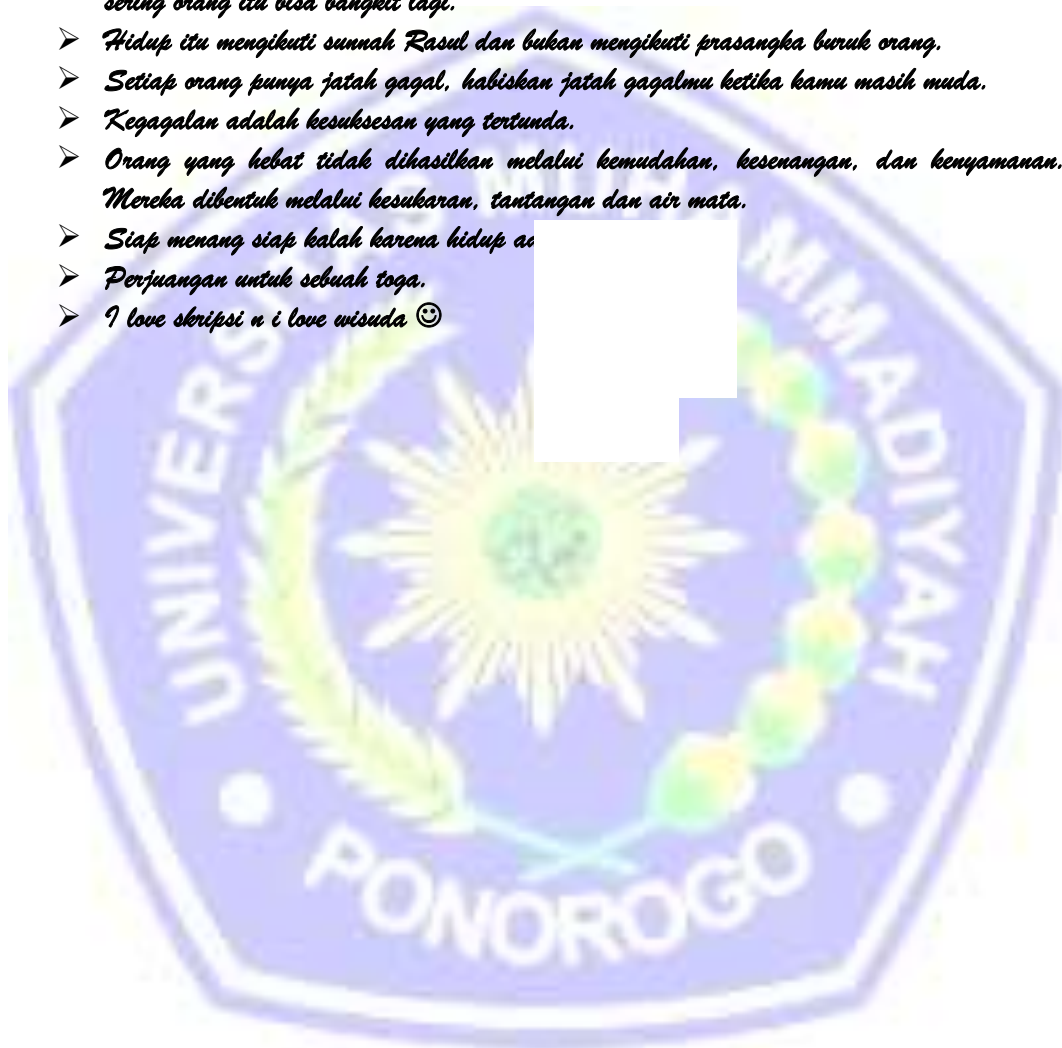 sering orang itu bisa bangkit lagi.
➢ Hidup itu mengikuti sunnah Rasul dan bukan mengikuti prasangka buruk orang.
➢ Setiap orang punya jatah gagal, habiskan jatah gagalmu ketika kamu masih muda.
➢ Kegagalan adalah kesuksesan yang tertunda.
➢ Orang yang hebat tidak dihasilkan melalui kemudahan, kesenangan, dan kenyamanan.
Mereka dibentuk melalui kesukaran, tantangan dan air mata.
➢ Siap menang siap kalah karena hidup
➢ Perjuangan untuk sebuah toga.
➢ I love skripsi n i love wisuda ☺
UNIVERSITAS MUHAMMADIYAH
PONOROGO